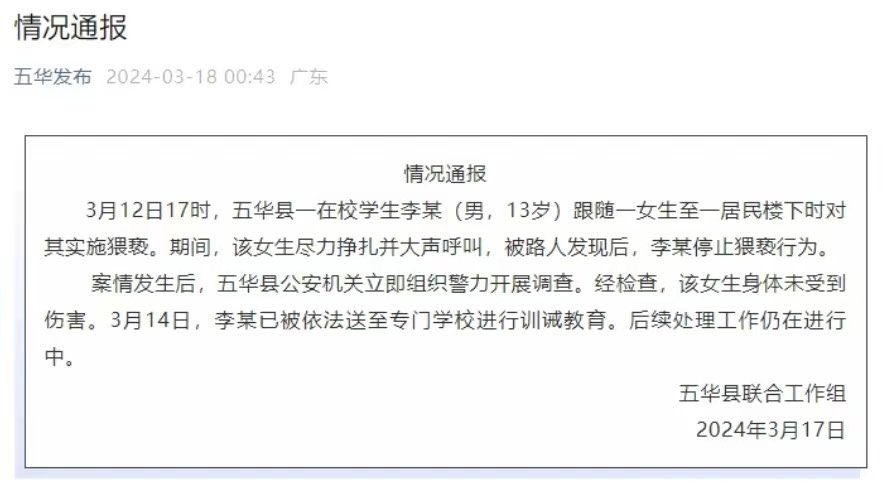 情况通报
五华发布 2024-03-18 00:43 广东
情况通报
3月12日17时，五华县一在校学生李某（男，13岁）跟随一女生至一居民楼下时对
其实施猥亵。期间，该女生尽力挣扎并大声呼叫，被路人发现后，李某停止猥亵行为。
案情发生后，五华县公安机关立即组织警力开展调查。经检查，该女生身体未受到
伤害。3月14日，李某已被依法送至专门学校进行训诫教育。后续处理工作仍在进行
中。
五华县联合工作组
2024年3月17日